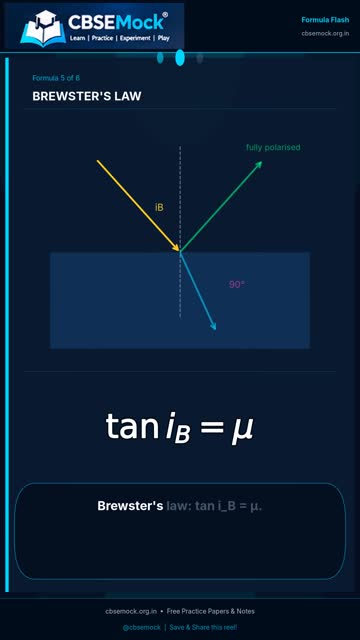 CBSEMock®
Learn | Practice | Experiment | Play
Formula Flash
cbsemock.org.in
Formula 5 of 6
BREWSTER'S LAW
fully polarised
iB
90°
tan i_B = μ
Brewster's law: tan i_B = μ.
cbsemock.org.in • Free Practice Papers & Notes
@cbsemock | Save & Share this reel!